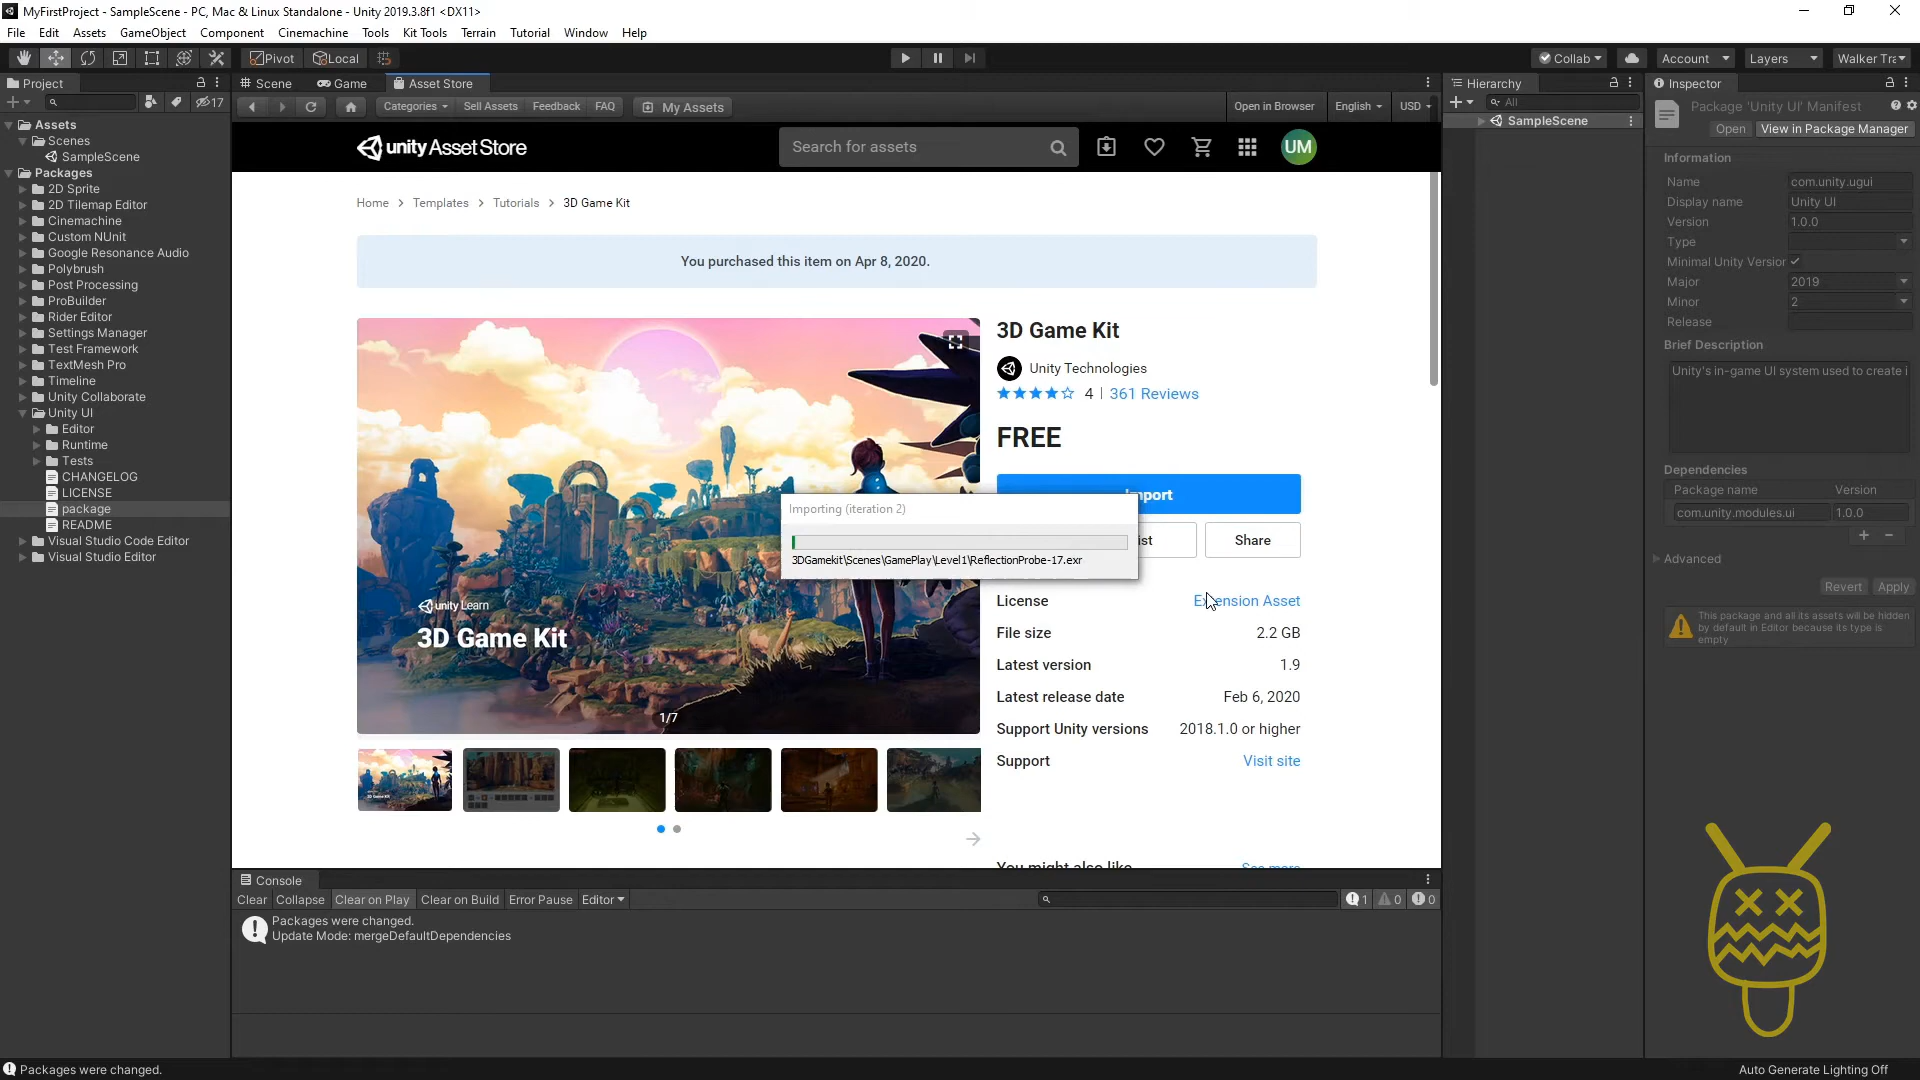 MyFirstProject - SampleScene - PC, Mac & Linux Standalone - Unity 2019.3.8f1 <DX11>
File Edit Assets GameObject Component Cinemachine Tools Kit Tools Terrain Tutorial Window Help
Pivot Local Collab Account Layers Walker Tra
Project
17
Assets
Scenes
SampleScene
Packages
2D Sprite
2D Tilemap Editor
Cinemachine
Custom NUnit
Google Resonance Audio
Polybrush
Post Processing
ProBuilder
Rider Editor
Settings Manager
Test Framework
TextMesh Pro
Timeline
Unity Collaborate
Unity UI
Editor
Runtime
Tests
CHANGELOG
LICENSE
package
README
Visual Studio Code Editor
Visual Studio Editor
Scene Game Asset Store
Categories Sell Assets Feedback FAQ My Assets Open in Browser English USD
unity Asset Store Search for assets UM
Home > Templates > Tutorials > 3D Game Kit
You purchased this item on Apr 8, 2020.
unity Learn
3D Game Kit
1/7
3D Game Kit
Unity Technologies
4 | 361 Reviews
FREE
Import
ist Share
Importing (iteration 2)
3DGamekit\Scenes\GamePlay\Level1\ReflectionProbe-17.exr
License Extension Asset
File size 2.2 GB
Latest version 1.9
Latest release date Feb 6, 2020
Support Unity versions 2018.1.0 or higher
Support Visit site
You might also like See more
Console
Clear Collapse Clear on Play Clear on Build Error Pause Editor 1 0 0
Packages were changed.
Update Mode: mergeDefaultDependencies
Hierarchy
All
SampleScene
Inspector
Package 'Unity UI' Manifest
Open View in Package Manager
Information
Name com.unity.ugui
Display name Unity UI
Version 1.0.0
Type
Minimal Unity Version
Major 2019
Minor 2
Release
Brief Description
Unity's in-game UI system used to create i
Dependencies
Package name Version
com.unity.modules.ui 1.0.0
Advanced
Revert Apply
This package and all its assets will be hidden
by default in Editor because its type is
empty
Packages were changed.
Auto Generate Lighting Off